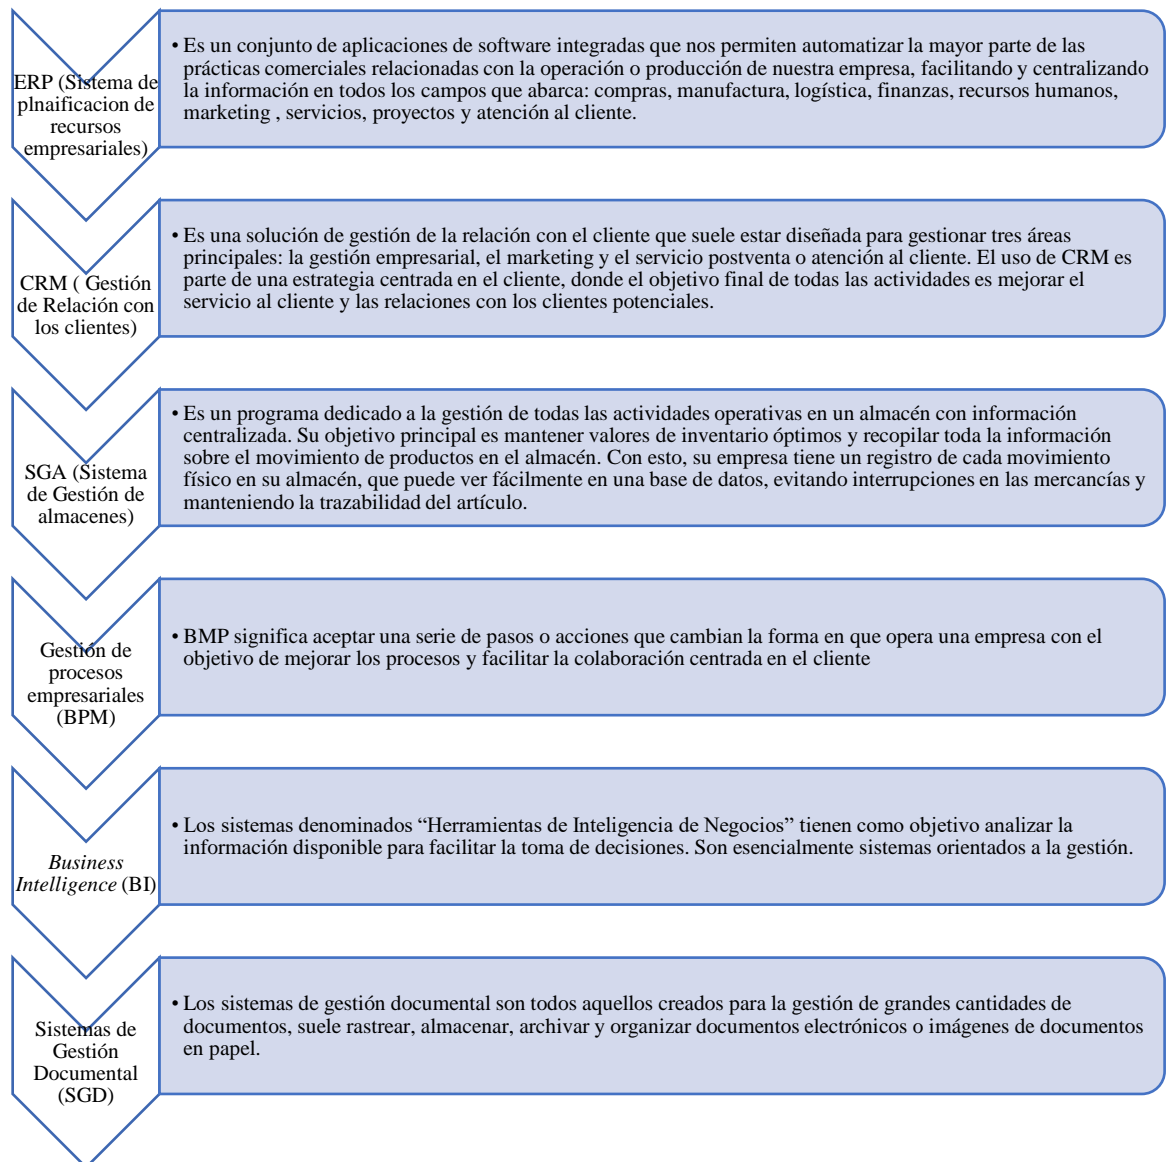 ERP (Sistema de
plnaificacion de
recursos
empresariales)
• Es un conjunto de aplicaciones de software integradas que nos permiten automatizar la mayor parte de las
prácticas comerciales relacionadas con la operación o producción de nuestra empresa, facilitando y centralizando
la información en todos los campos que abarca: compras, manufactura, logística, finanzas, recursos humanos,
marketing , servicios, proyectos y atención al cliente.
CRM ( Gestión
de Relación con
los clientes)
• Es una solución de gestión de la relación con el cliente que suele estar diseñada para gestionar tres áreas
principales: la gestión empresarial, el marketing y el servicio postventa o atención al cliente. El uso de CRM es
parte de una estrategia centrada en el cliente, donde el objetivo final de todas las actividades es mejorar el
servicio al cliente y las relaciones con los clientes potenciales.
SGA (Sistema
de Gestión de
almacenes)
• Es un programa dedicado a la gestión de todas las actividades operativas en un almacén con información
centralizada. Su objetivo principal es mantener valores de inventario óptimos y recopilar toda la información
sobre el movimiento de productos en el almacén. Con esto, su empresa tiene un registro de cada movimiento
físico en su almacén, que puede ver fácilmente en una base de datos, evitando interrupciones en las mercancías y
manteniendo la trazabilidad del artículo.
Gestión de
procesos
empresariales
(BPM)
• BMP significa aceptar una serie de pasos o acciones que cambian la forma en que opera una empresa con el
objetivo de mejorar los procesos y facilitar la colaboración centrada en el cliente
Business
Intelligence (BI)
• Los sistemas denominados “Herramientas de Inteligencia de Negocios” tienen como objetivo analizar la
información disponible para facilitar la toma de decisiones. Son esencialmente sistemas orientados a la gestión.
Sistemas de
Gestión
Documental
(SGD)
• Los sistemas de gestión documental son todos aquellos creados para la gestión de grandes cantidades de
documentos, suele rastrear, almacenar, archivar y organizar documentos electrónicos o imágenes de documentos
en papel.